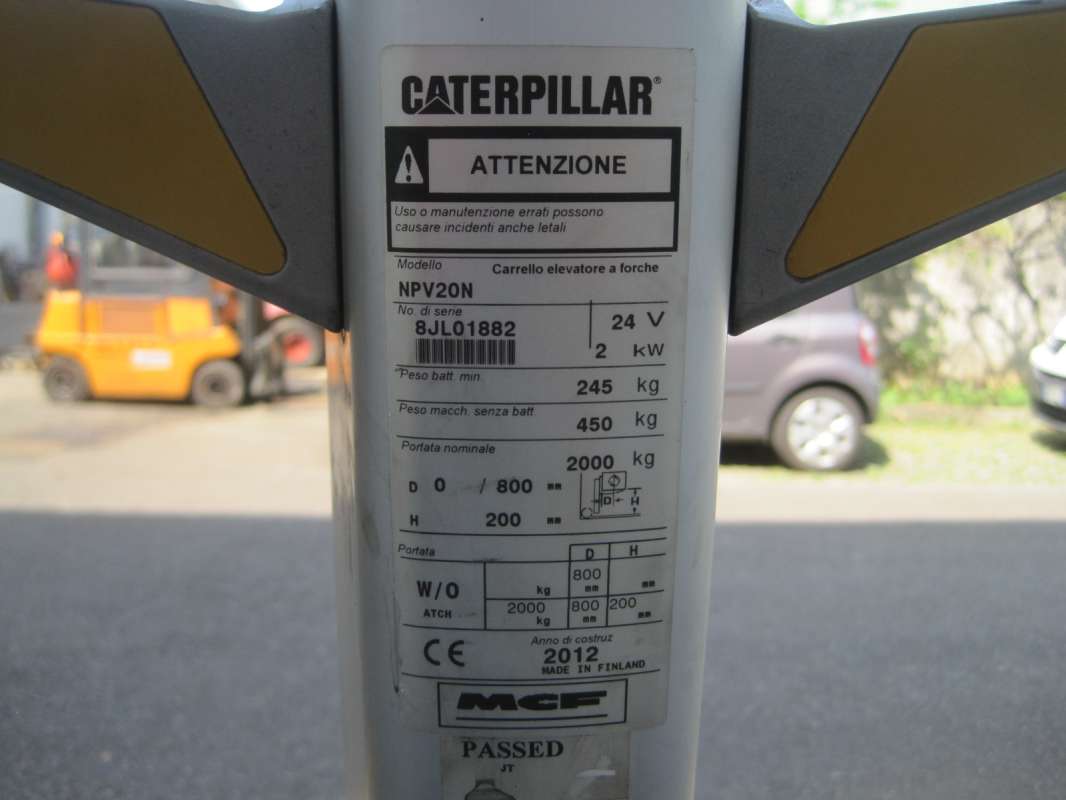 CATERPILLAR®
ATTENZIONE
Uso o manutenzione errati possono
causare incidenti anche letali
Modello Carrello elevatore a forche
NPV20N
No. di serie
8JL01882 24 V
2 kW
Peso batt. min. 245 kg
Peso macch. senza batt 450 kg
Portata nominale 2000 kg
D 0 / 800 mm
H 200 mm
D H
Portata D H
W/O kg 800 mm mm
ATCH 2000 kg 800 mm 200 mm
CE Anno di costruz
2012
MADE IN FINLAND
MCF
PASSED
JT